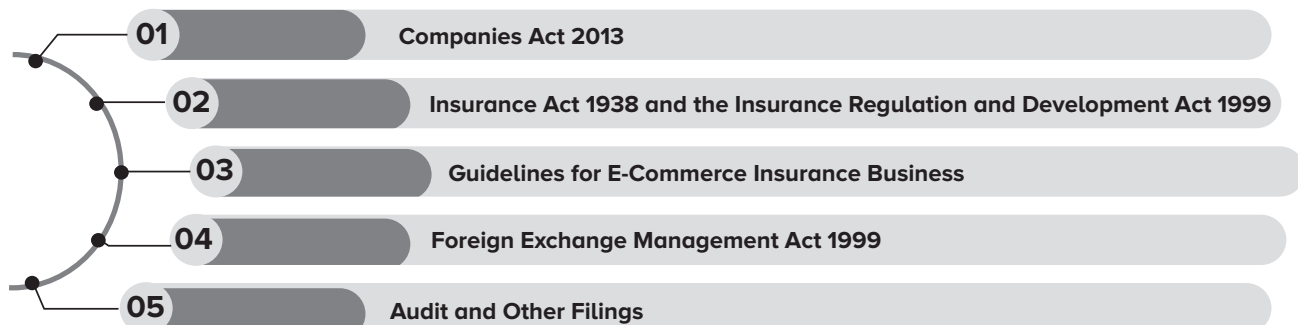 01 Companies Act 2013
02 Insurance Act 1938 and the Insurance Regulation and Development Act 1999
03 Guidelines for E-Commerce Insurance Business
04 Foreign Exchange Management Act 1999
05 Audit and Other Filings